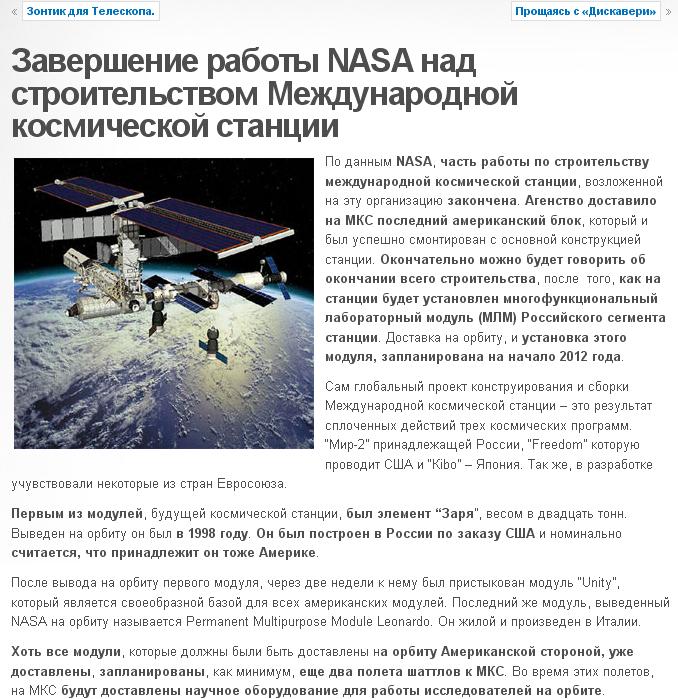 « Зонтик для Телескопа.
Прощаясь с «Дискавери» »
Завершение работы NASA над
строительством Международной
космической станции
По данным NASA, часть работы по строительству
международной космической станции, возложенной
на эту организацию закончена. Агенство доставило
на МКС последний американский блок, который и
был успешно смонтирован с основной конструкцией
станции. Окончательно можно будет говорить об
окончании всего строительства, после того, как на
станции будет установлен многофункциональный
лабораторный модуль (МЛМ) Российского сегмента
станции. Доставка на орбиту, и установка этого
модуля, запланирована на начало 2012 года.
Сам глобальный проект конструирования и сборки
Международной космической станции – это результат
сплоченных действий трех космических программ.
"Мир-2" принадлежащей России, "Freedom" которую
проводит США и "Kibo" – Япония. Так же, в разработке
учувствовали некоторые из стран Евросоюза.
Первым из модулей, будущей космической станции, был элемент “Заря", весом в двадцать тонн.
Выведен на орбиту он был в 1998 году. Он был построен в России по заказу США и номинально
считается, что принадлежит он тоже Америке.
После вывода на орбиту первого модуля, через две недели к нему был пристыкован модуль "Unity",
который является своеобразной базой для всех американских модулей. Последний же модуль, выведенный
NASA на орбиту называется Permanent Multipurpose Module Leonardo. Он жилой и произведен в Италии.
Хоть все модули, которые должны были быть доставлены на орбиту Американской стороной, уже
доставлены, запланированы, как минимум, еще два полета шаттлов к МКС. Во время этих полетов,
на МКС будут доставлены научное оборудование для работы исследователей на орбите.